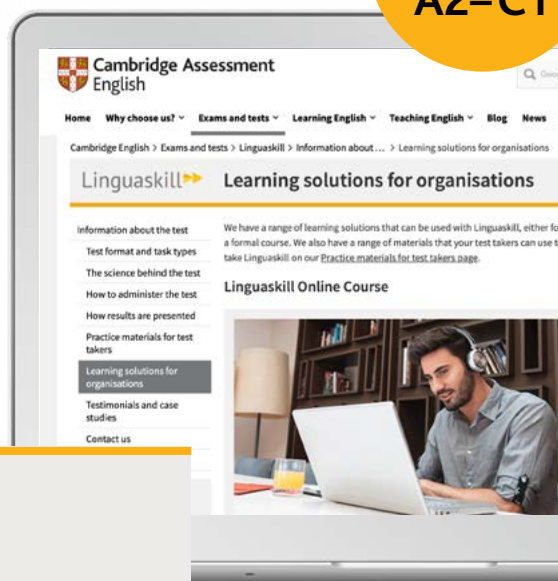 A2–C1
Cambridge Assessment
English
Home Why choose us? Exams and tests Learning English Teaching English Blog News
Cambridge English > Exams and tests > Linguaskill > Information about ... > Learning solutions for organisations
Linguaskill
Learning solutions for organisations
Information about the test
Test format and task types
The science behind the test
How to administer the test
How results are presented
Practice materials for test
takers
Learning solutions for
organisations
Testimonials and case
studies
Contact us
We have a range of learning solutions that can be used with Linguaskill, either
a formal course. We also have a range of materials that your test takers can use
take Linguaskill on our Practice materials for test takers page.
Linguaskill Online Course